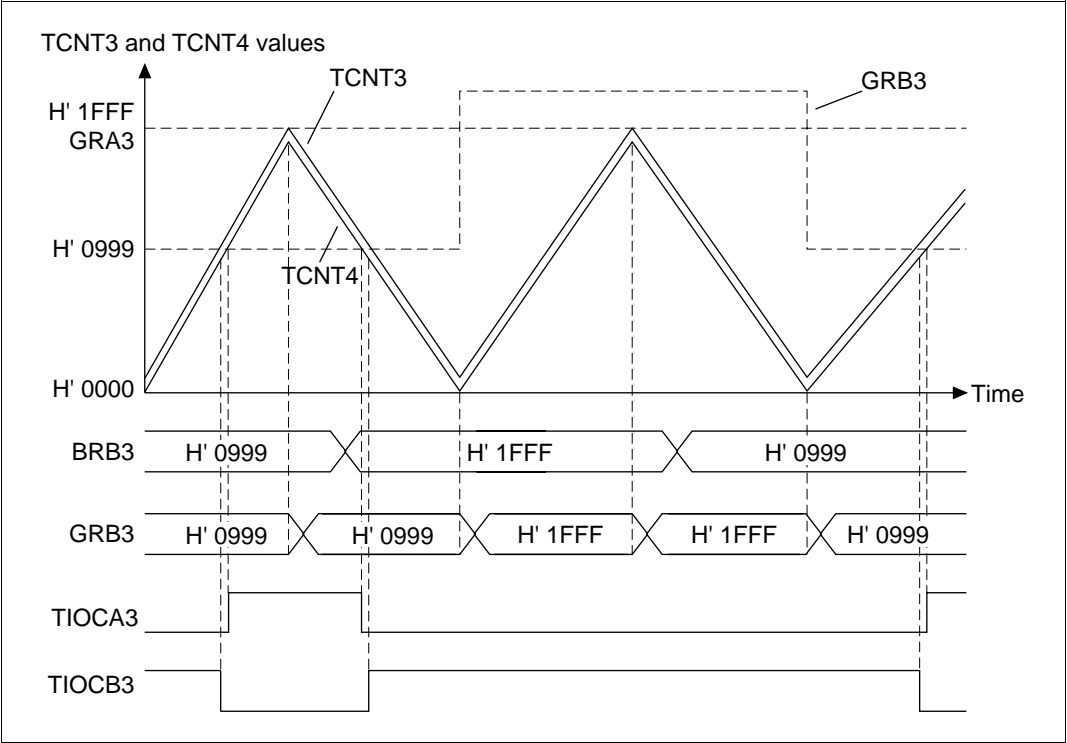 TCNT3 and TCNT4 values
TCNT3
GRB3
H' 1FFF
GRA3
H' 0999
TCNT4
H' 0000
Time
BRB3
H' 0999
H' 1FFF
H' 0999
GRB3
H' 0999
H' 0999
H' 1FFF
H' 1FFF
H' 0999
TIOCA3
TIOCB3